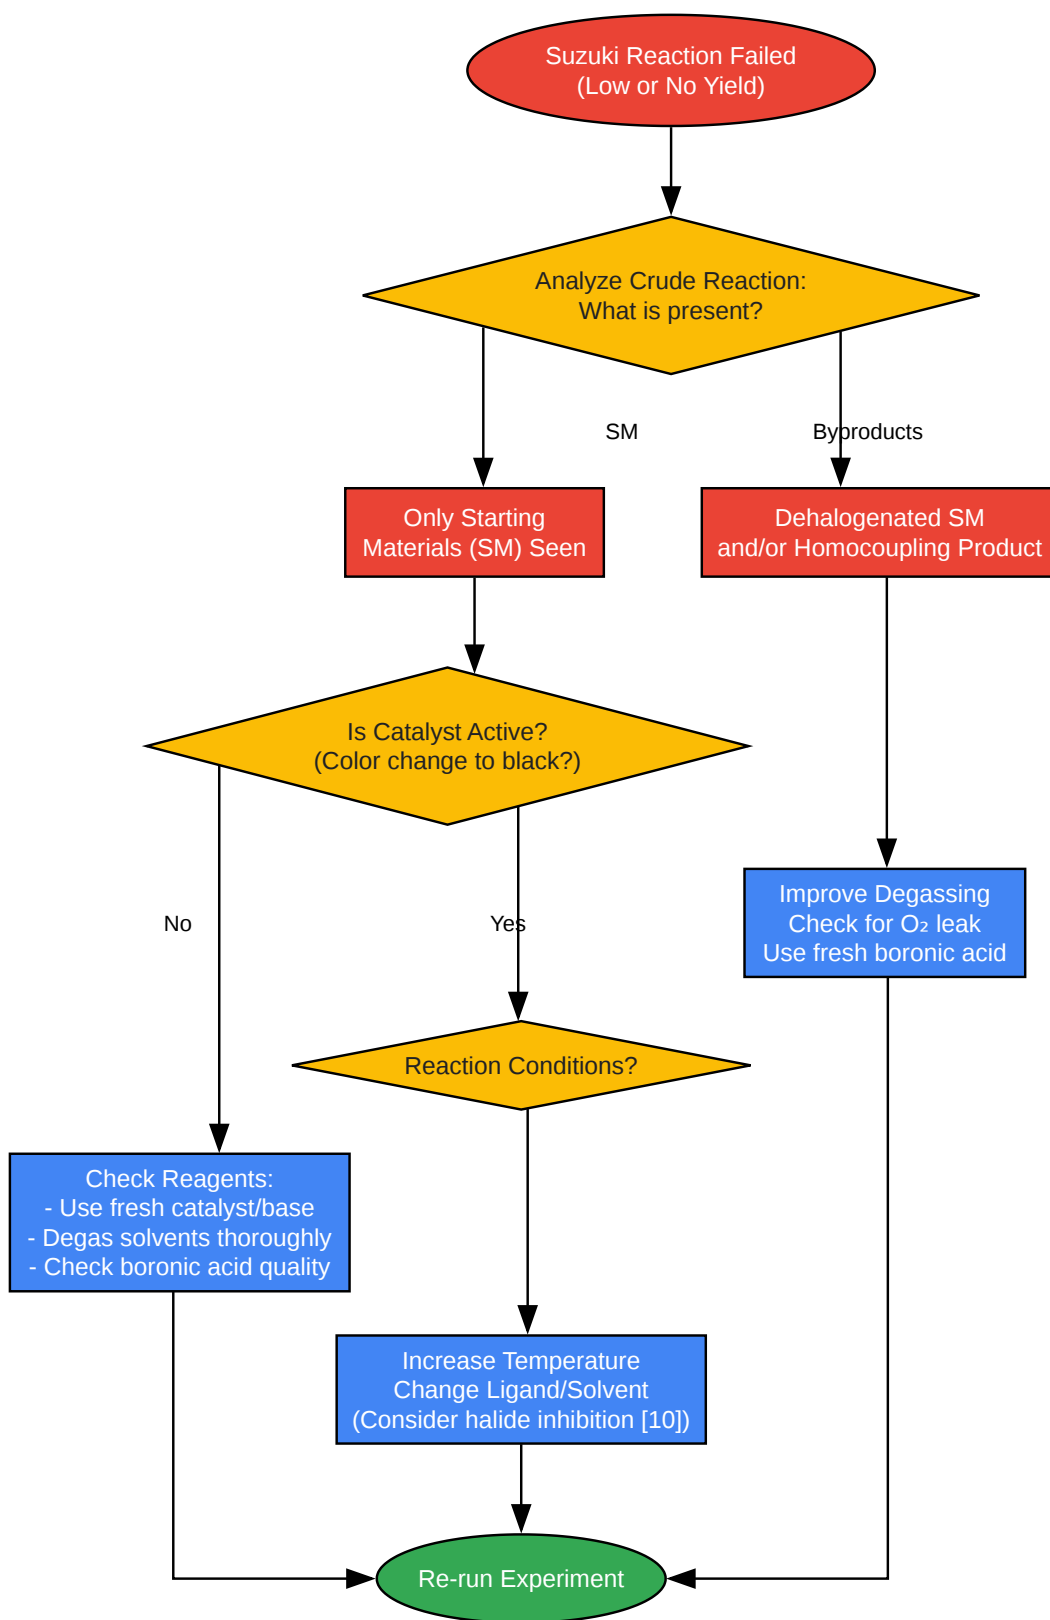 Suzuki Reaction Failed
(Low or No Yield)
Analyze Crude Reaction:
What is present?
SM
Byproducts
Only Starting
Materials (SM) Seen
Dehalogenated SM
and/or Homocoupling Product
Is Catalyst Active?
(Color change to black?)
Improve Degassing
Check for O₂ leak
Use fresh boronic acid
No
Yes
Reaction Conditions?
Check Reagents:
- Use fresh catalyst/base
- Degas solvents thoroughly
- Check boronic acid quality
Increase Temperature
Change Ligand/Solvent
(Consider halide inhibition [10])
Re-run Experiment